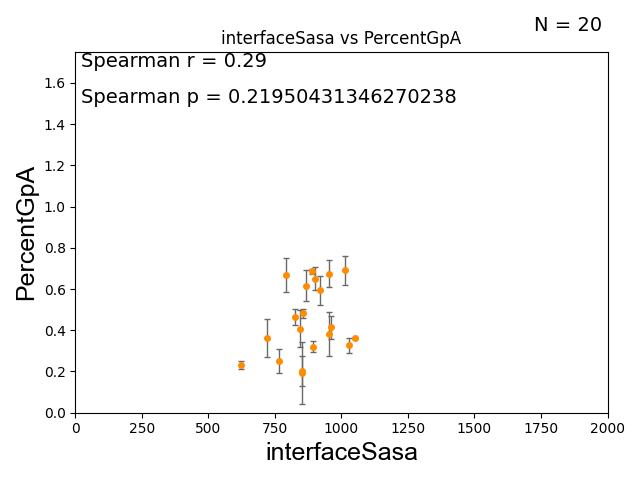 N = 20
interfaceSasa vs PercentGpA
Spearman r = 0.29
Spearman p = 0.21950431346270238
PercentGpA
1.6
1.4
1.2
1.0
0.8
0.6
0.4
0.2
0.0
0 250 500 750 1000 1250 1500 1750 2000
interfaceSasa